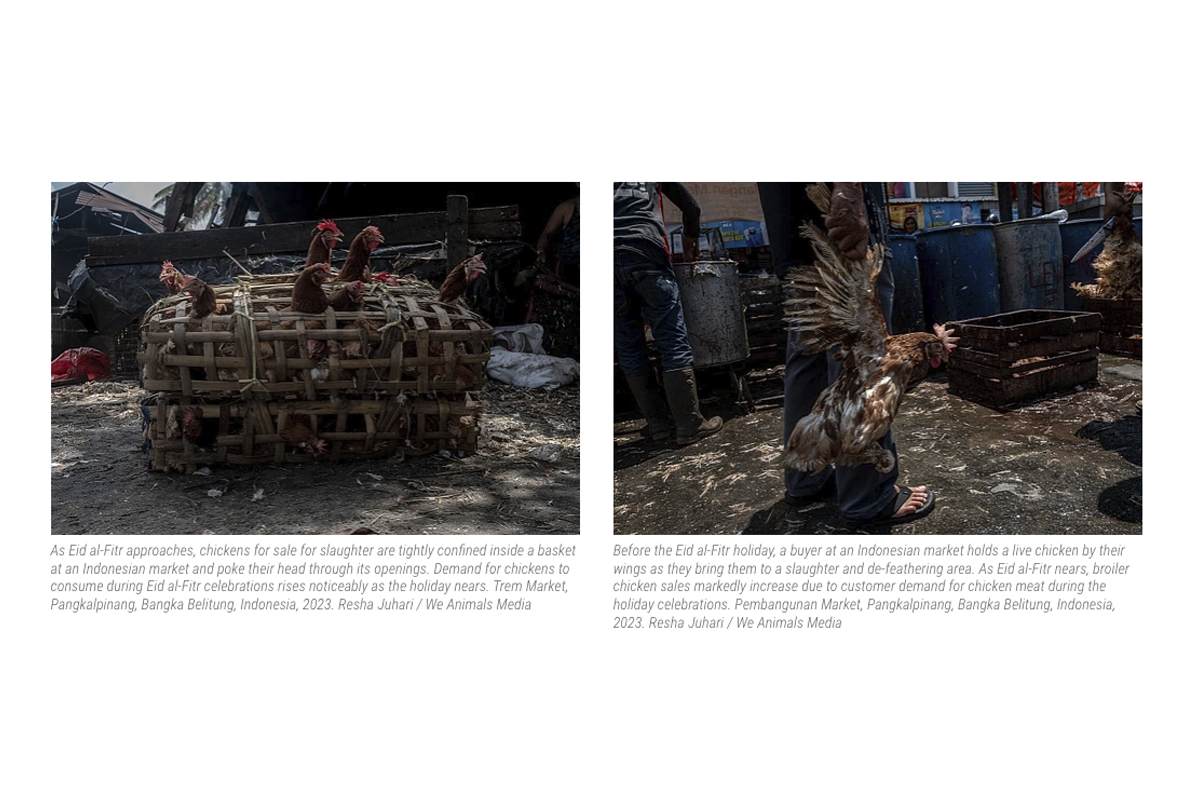 As Eid al-Fitr approaches, chickens for sale for slaughter are tightly confined inside a basket
at an Indonesian market and poke their head through its openings. Demand for chickens to
consume during Eid al-Fitr celebrations rises noticeably as the holiday nears. Trem Market,
Pangkalpinang, Bangka Belitung, Indonesia, 2023. Resha Juhari / We Animals Media
Before the Eid al-Fitr holiday, a buyer at an Indonesian market holds a live chicken by their
wings as they bring them to a slaughter and de-feathering area. As Eid al-Fitr nears, broiler
chicken sales markedly increase due to customer demand for chicken meat during the
holiday celebrations. Pembangunan Market, Pangkalpinang, Bangka Belitung, Indonesia,
2023. Resha Juhari / We Animals Media